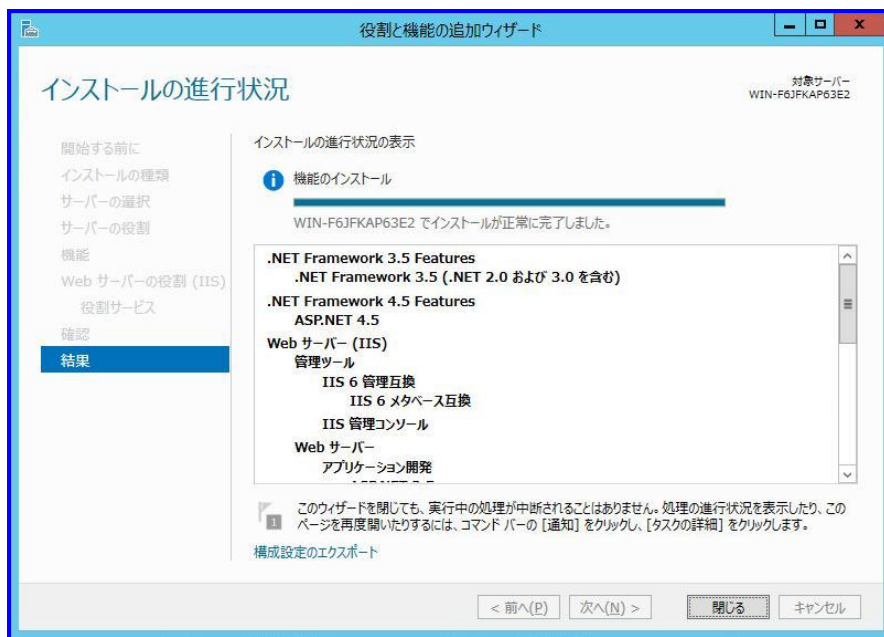 役割と機能の追加ウィザード
インストールの進行状況
対象サーバー
WIN-F6JFKAP63E2
開始する前に
インストールの種類
サーバーの選択
サーバーの役割
機能
Web サーバーの役割 (IIS)
役割サービス
確認
結果
インストールの進行状況の表示
機能のインストール
WIN-F6JFKAP63E2 でインストールが正常に完了しました。
.NET Framework 3.5 Features
.NET Framework 3.5 (.NET 2.0 および 3.0 を含む)
.NET Framework 4.5 Features
ASP.NET 4.5
Web サーバー (IIS)
管理ツール
IIS 6 管理互換
IIS 6 メタベース互換
IIS 管理コンソール
Web サーバー
アプリケーション開発
1
このウィザードを閉じても、実行中の処理が中断されることはありません。処理の進行状況を表示したり、この
ページを再度開いたりするには、コマンド バーの [通知] をクリックし、[タスクの詳細] をクリックします。
構成設定のエクスポート
< 前へ(P)
次へ(N) >
閉じる
キャンセル